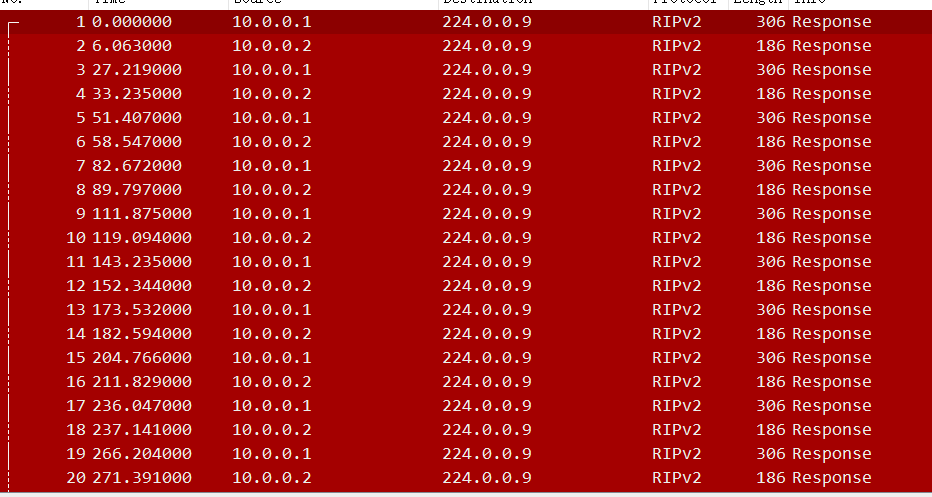 No. Time Source Destination Protocol Length Info
1 0.000000 10.0.0.1 224.0.0.9 RIPv2 306 Response
2 6.063000 10.0.0.2 224.0.0.9 RIPv2 186 Response
3 27.219000 10.0.0.1 224.0.0.9 RIPv2 306 Response
4 33.235000 10.0.0.2 224.0.0.9 RIPv2 186 Response
5 51.407000 10.0.0.1 224.0.0.9 RIPv2 306 Response
6 58.547000 10.0.0.2 224.0.0.9 RIPv2 186 Response
7 82.672000 10.0.0.1 224.0.0.9 RIPv2 306 Response
8 89.797000 10.0.0.2 224.0.0.9 RIPv2 186 Response
9 111.875000 10.0.0.1 224.0.0.9 RIPv2 306 Response
10 119.094000 10.0.0.2 224.0.0.9 RIPv2 186 Response
11 143.235000 10.0.0.1 224.0.0.9 RIPv2 306 Response
12 152.344000 10.0.0.2 224.0.0.9 RIPv2 186 Response
13 173.532000 10.0.0.1 224.0.0.9 RIPv2 306 Response
14 182.594000 10.0.0.2 224.0.0.9 RIPv2 186 Response
15 204.766000 10.0.0.1 224.0.0.9 RIPv2 306 Response
16 211.829000 10.0.0.2 224.0.0.9 RIPv2 186 Response
17 236.047000 10.0.0.1 224.0.0.9 RIPv2 306 Response
18 237.141000 10.0.0.2 224.0.0.9 RIPv2 186 Response
19 266.204000 10.0.0.1 224.0.0.9 RIPv2 306 Response
20 271.391000 10.0.0.2 224.0.0.9 RIPv2 186 Response